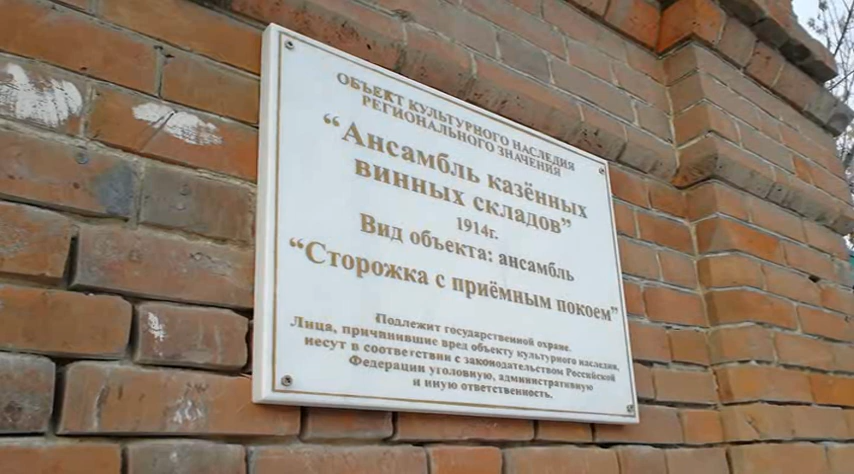 Объект культурного наследия
регионального значения
"Ансамбль казённых
винных складов"
1914г.
Вид объекта: ансамбль
"Сторожка с приёмным покоем"
Подлежит государственной охране.
Лица, причинившие вред объекту культурного наследия,
несут в соответствии с законодательством Российской
Федерации уголовную, административную
и иную ответственность.